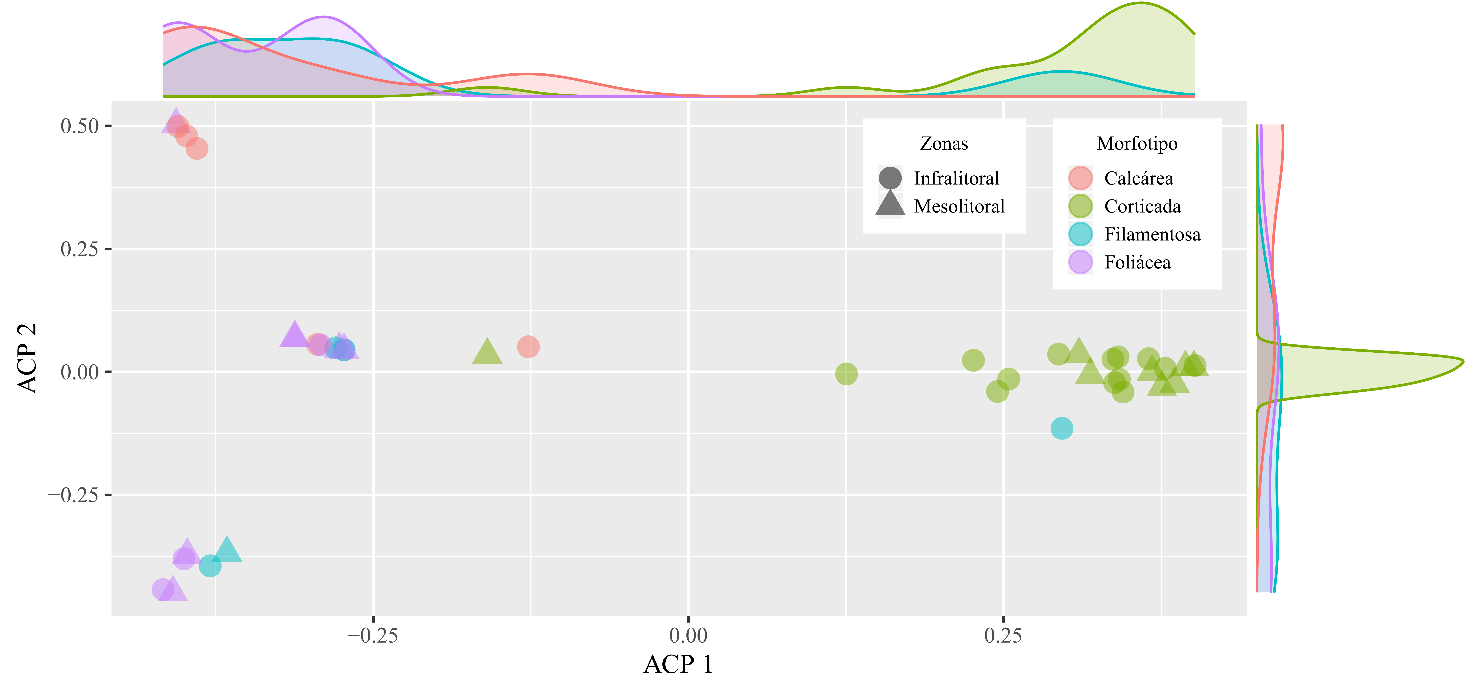 0.50
0.25
0.00
−0.25
ACP 2
Zonas
Infralitoral
Mesolitoral
Morfotipo
Calcárea
Corticada
Filamentosa
Foliácea
−0.25
0.00
0.25
ACP 1